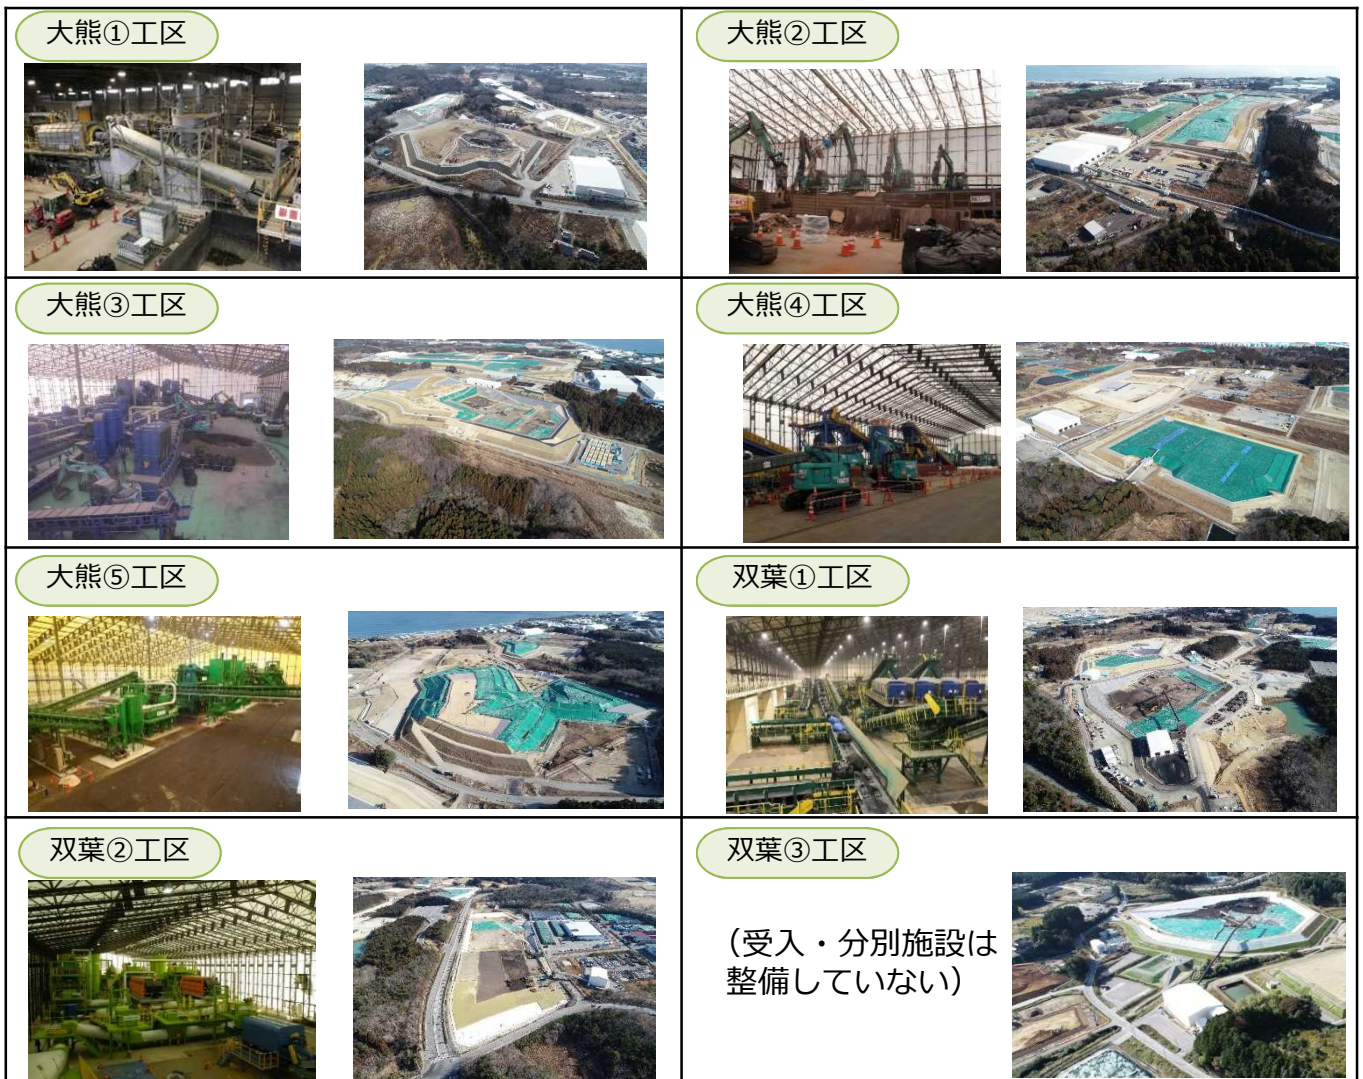 大熊①工区
大熊②工区
大熊③工区
大熊④工区
大熊⑤工区
双葉①工区
双葉②工区
双葉③工区
（受入・分別施設は
整備していない）